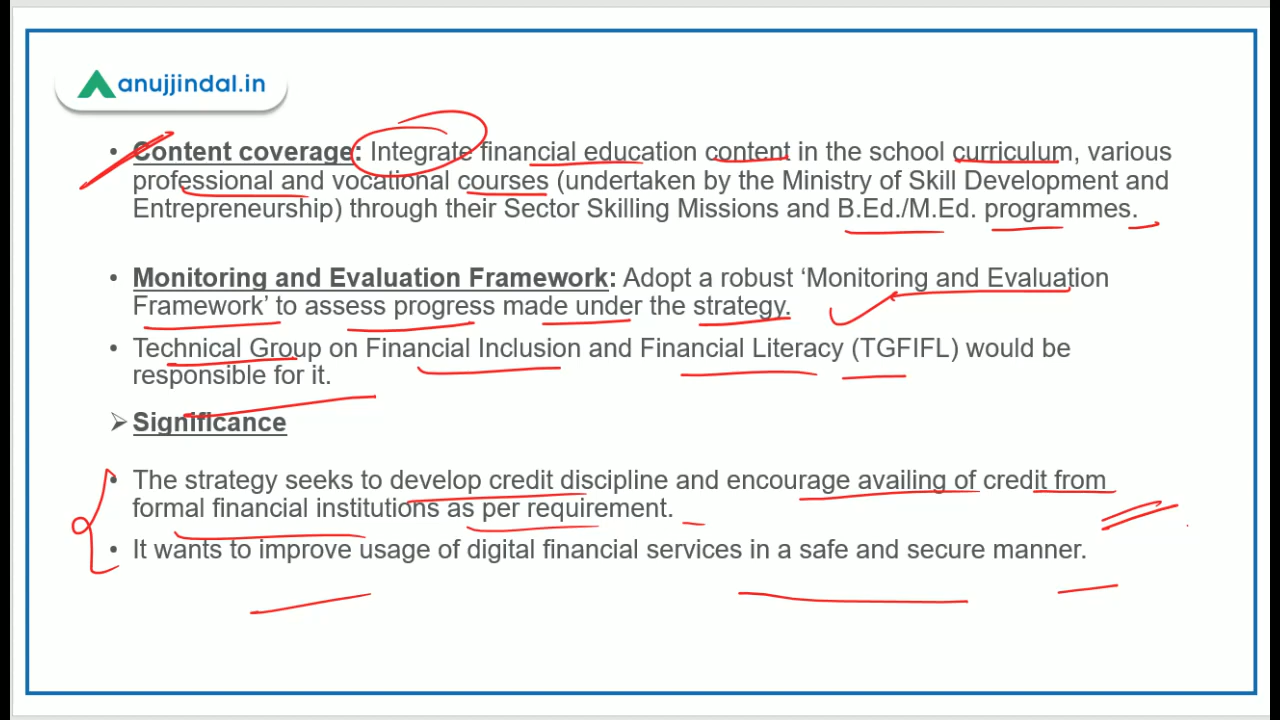 anujjindal.in
• Content coverage: Integrate financial education content in the school curriculum, various
professional and vocational courses (undertaken by the Ministry of Skill Development and
Entrepreneurship) through their Sector Skilling Missions and B.Ed./M.Ed. programmes.
• Monitoring and Evaluation Framework: Adopt a robust ‘Monitoring and Evaluation
Framework’ to assess progress made under the strategy.
• Technical Group on Financial Inclusion and Financial Literacy (TGFIFL) would be
responsible for it.
➢ Significance
• The strategy seeks to develop credit discipline and encourage availing of credit from
formal financial institutions as per requirement.
• It wants to improve usage of digital financial services in a safe and secure manner.